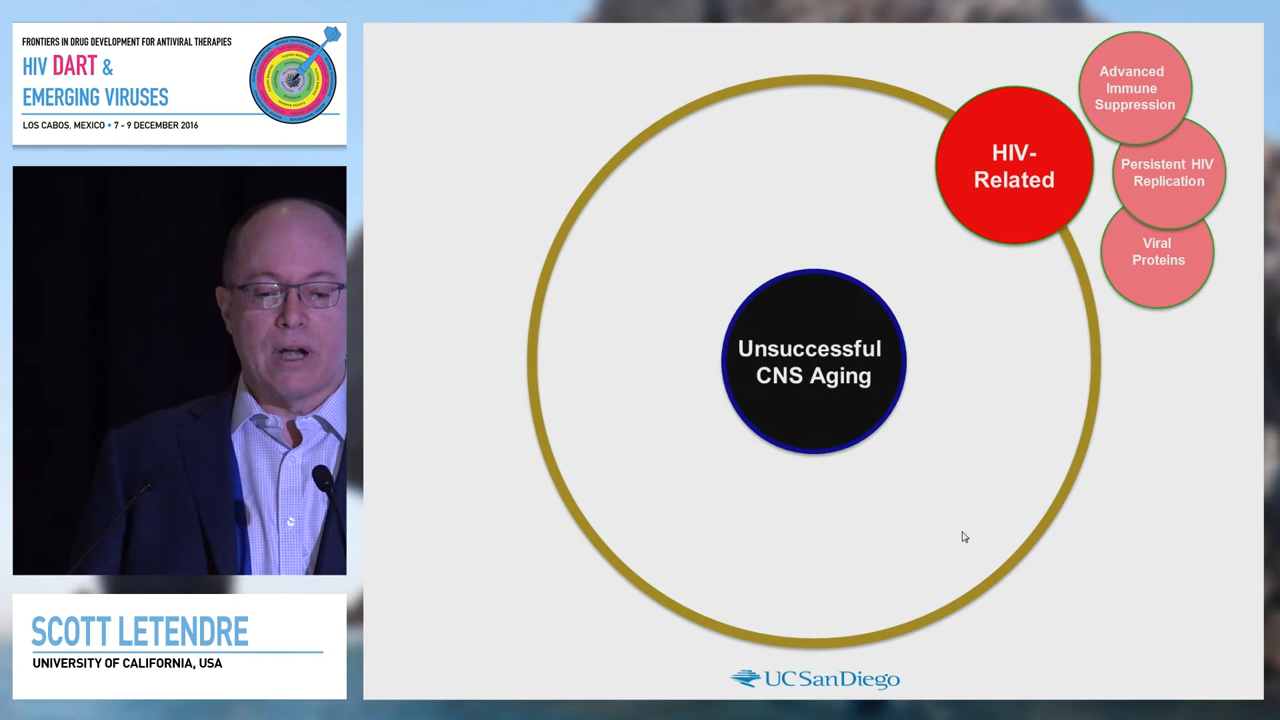 FRONTIERS IN DRUG DEVELOPMENT FOR ANTIVIRAL THERAPIES
HIV DART &
EMERGING VIRUSES
LOS CABOS, MEXICO • 7 - 9 DECEMBER 2016
SCOTT LETENDRE
UNIVERSITY OF CALIFORNIA, USA
Advanced
Immune
Suppression
HIV-
Related
Persistent HIV
Replication
Viral
Proteins
Unsuccessful
CNS Aging
UC San Diego